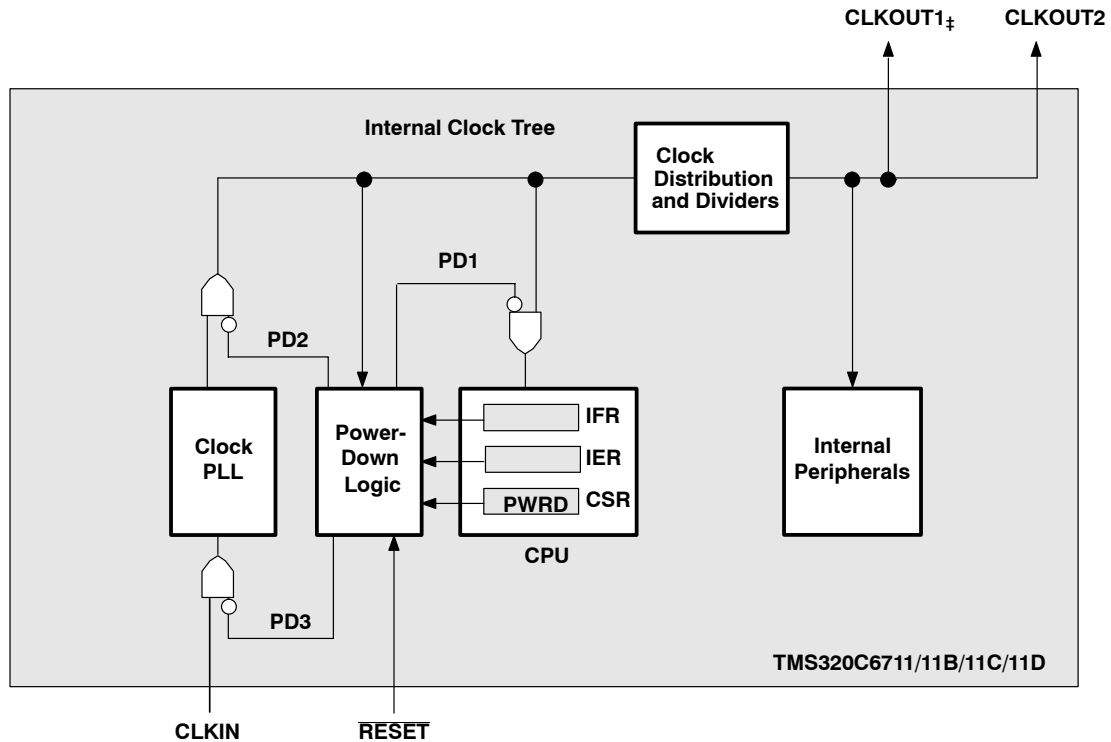 CLKOUT1‡
CLKOUT2
Internal Clock Tree
Clock
Distribution
and Dividers
PD1
PD2
Clock
PLL
Power-
Down
Logic
IFR
IER
PWRD
CSR
CPU
Internal
Peripherals
PD3
TMS320C6711/11B/11C/11D
CLKIN
RESET